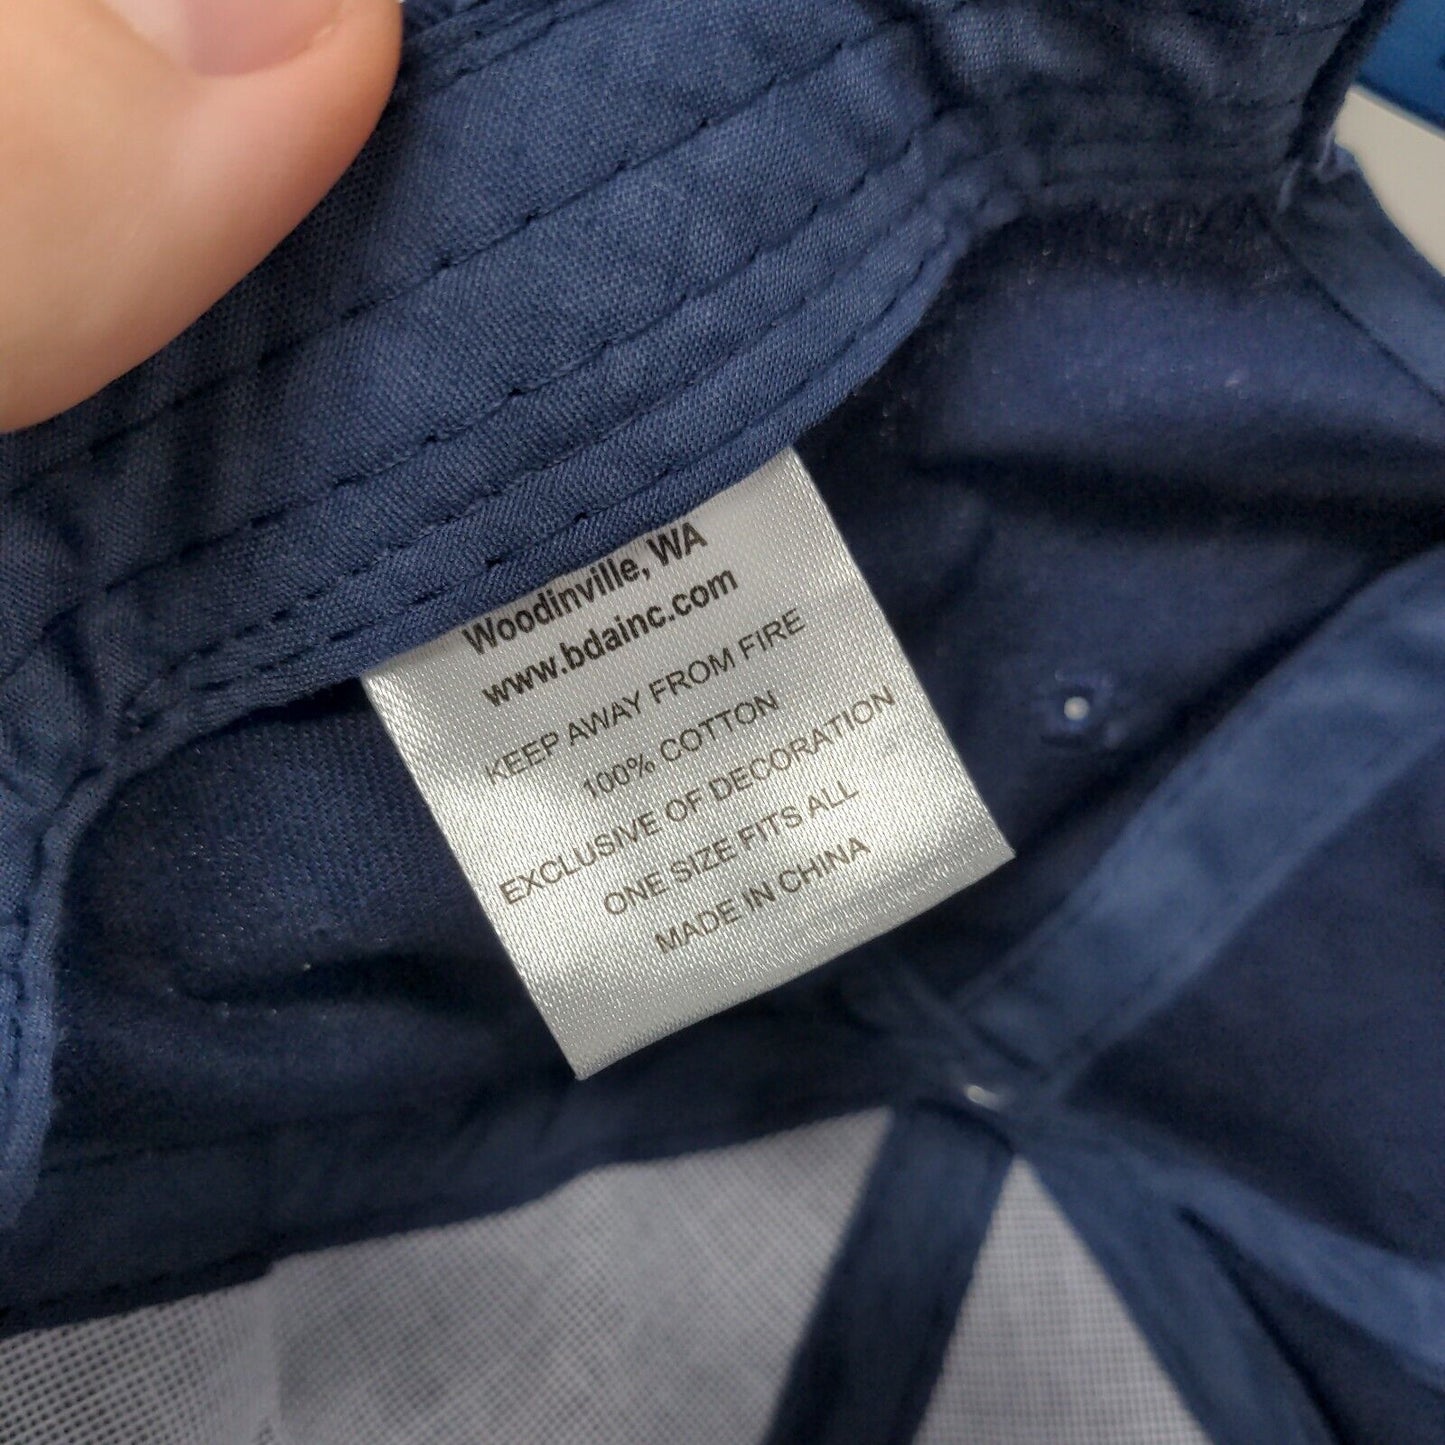 Woodinville, WA
www.bdainc.com
KEEP AWAY FROM FIRE
100% COTTON
EXCLUSIVE OF DECORATION
ONE SIZE FITS ALL
MADE IN CHINA